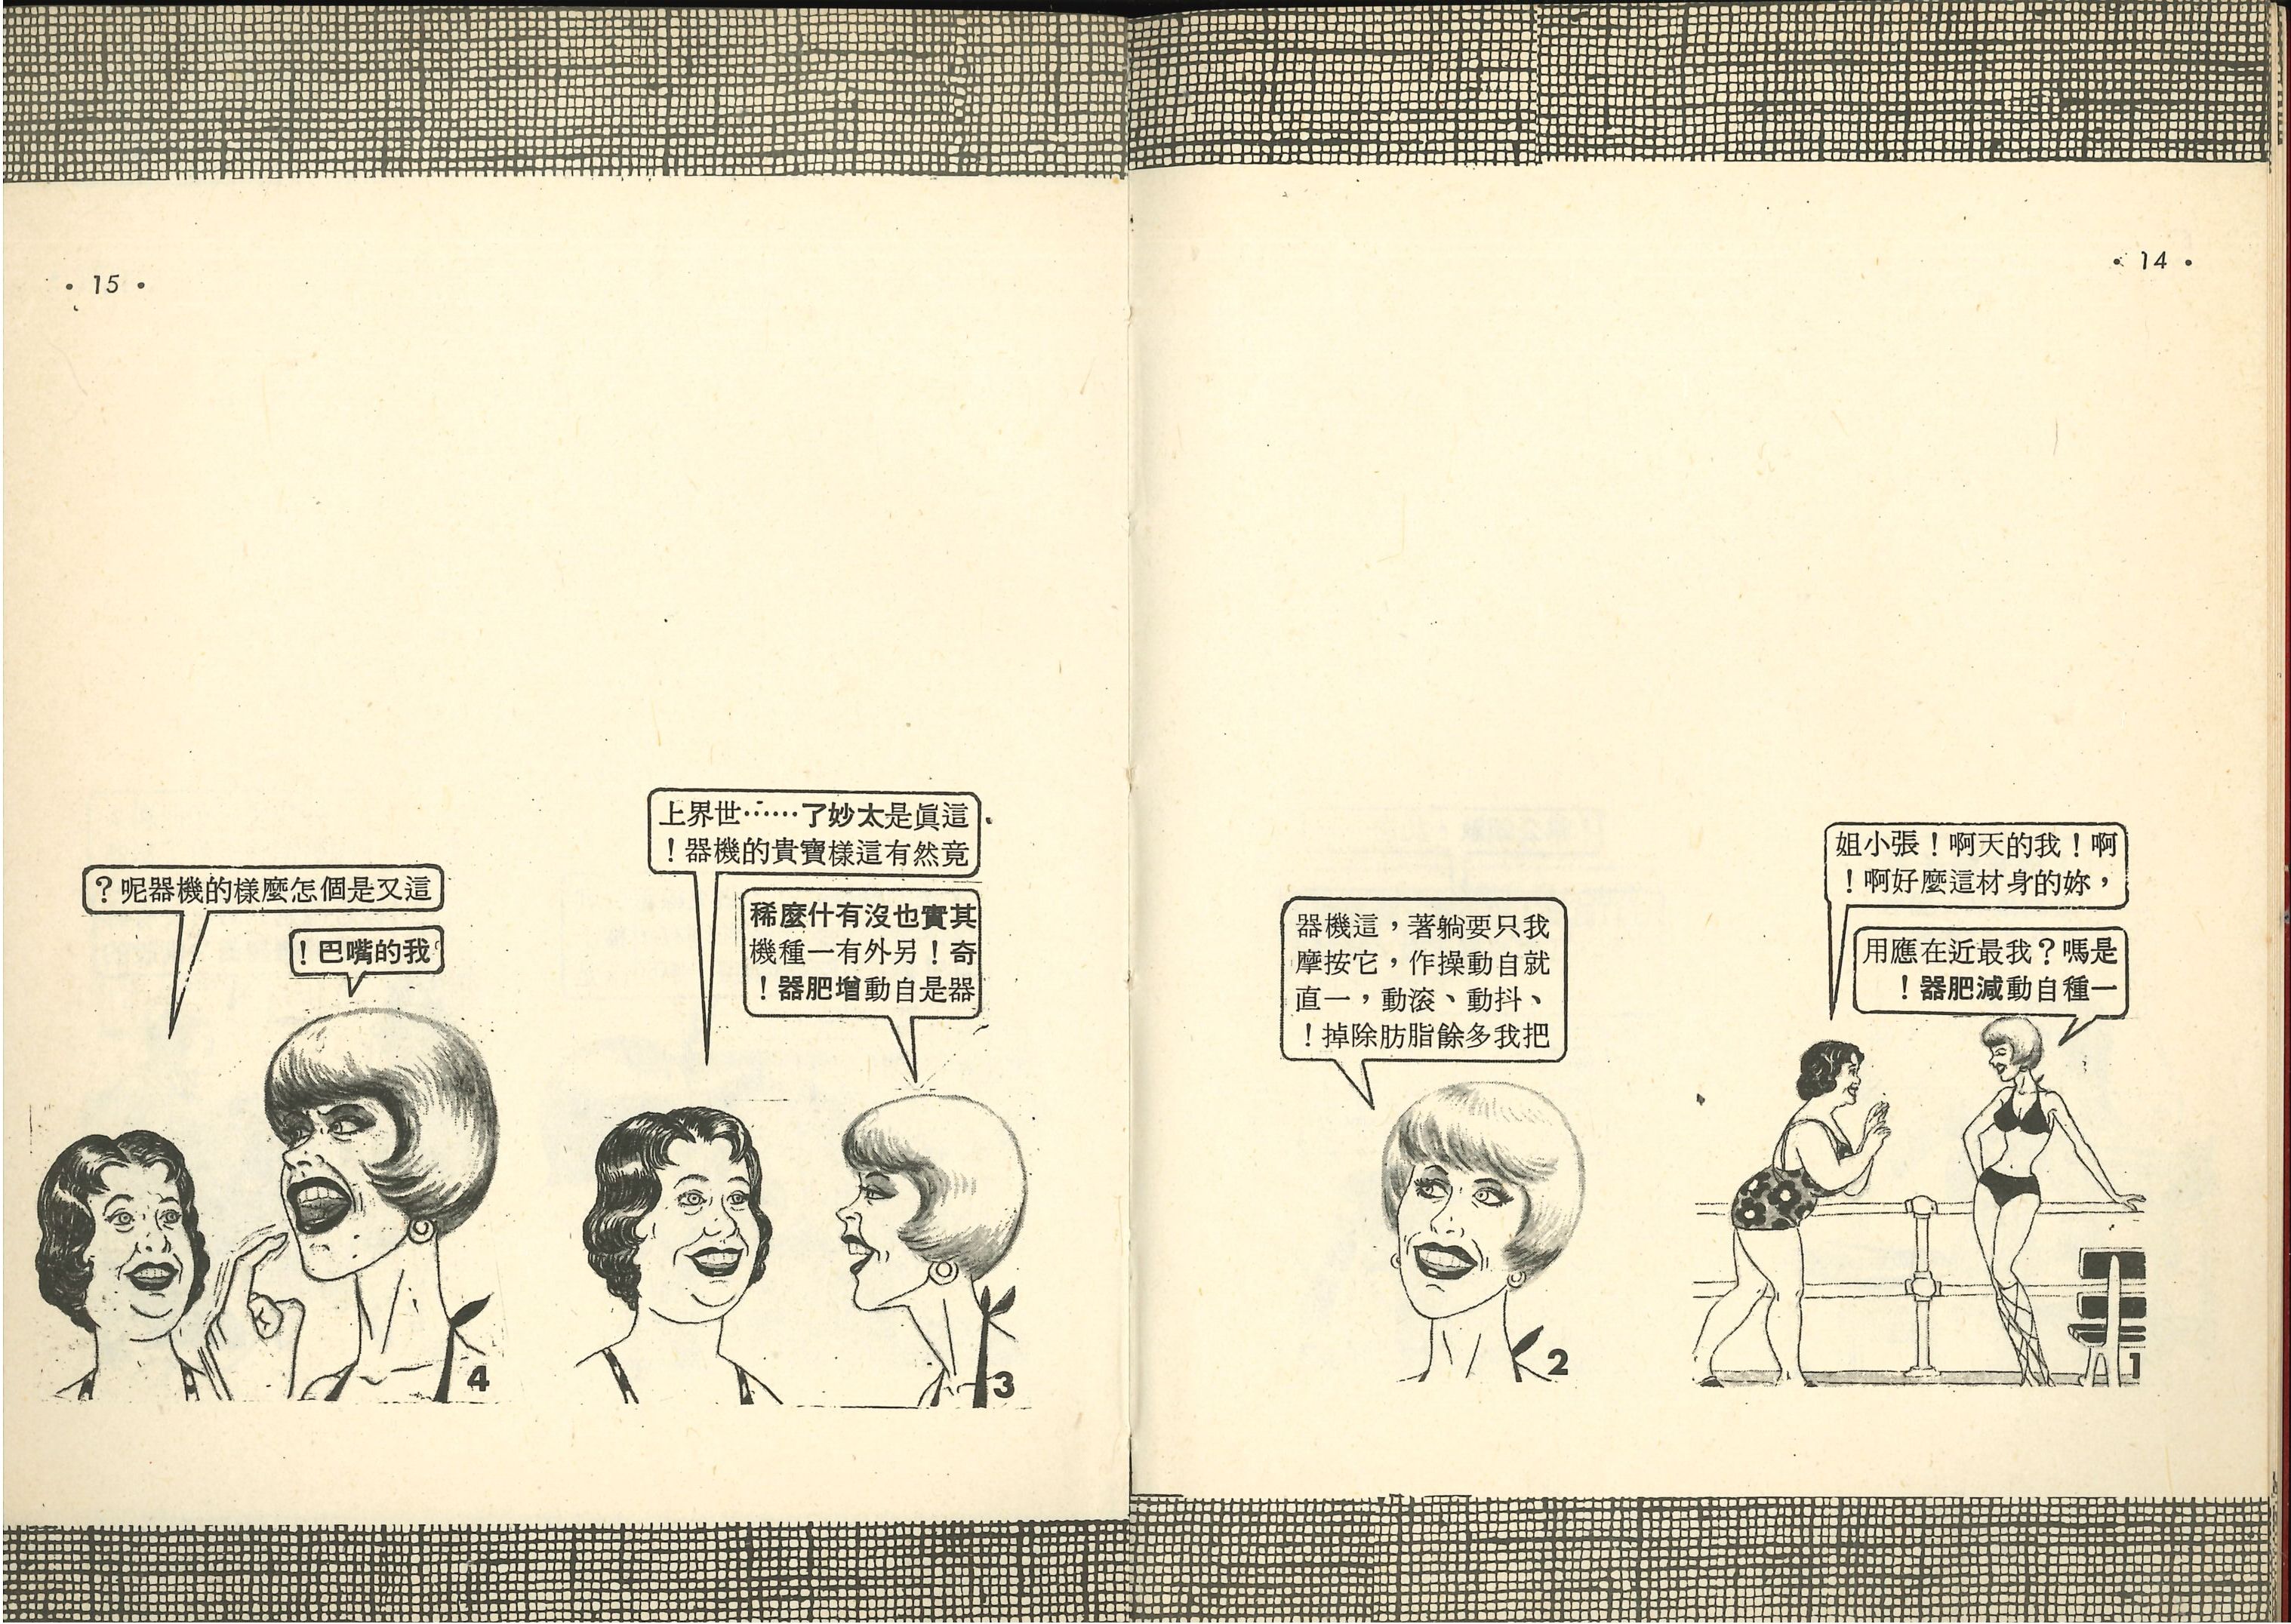 • 14 •
啊！我的天啊！張小姐
，妳的身材這麼好啊！
是嗎？我最近在應用
一種自動減肥器！
1
我只要躺著，這機器
就自動操作，它按摩
、抖動、滾動，一直
把我多餘脂肪除掉！
2
• 15 •
這眞是太妙了……世界上
竟然有這樣寶貴的機器！
其實也沒有什麼稀
奇！另外有一種機
器是自動增肥器！
3
這又是個怎麼樣的機器呢？
我的嘴巴！
4